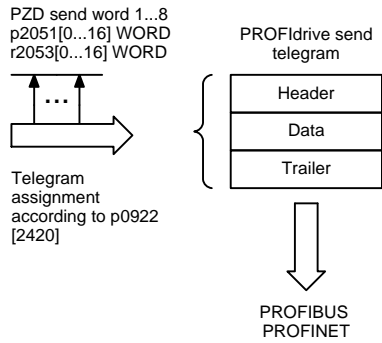 PZD send word 1...8
p2051[0...16] WORD
r2053[0...16] WORD
...
Telegram
assignment
according to p0922
[2420]
PROFIdrive send
telegram
Header
Data
Trailer
PROFIBUS
PROFINET